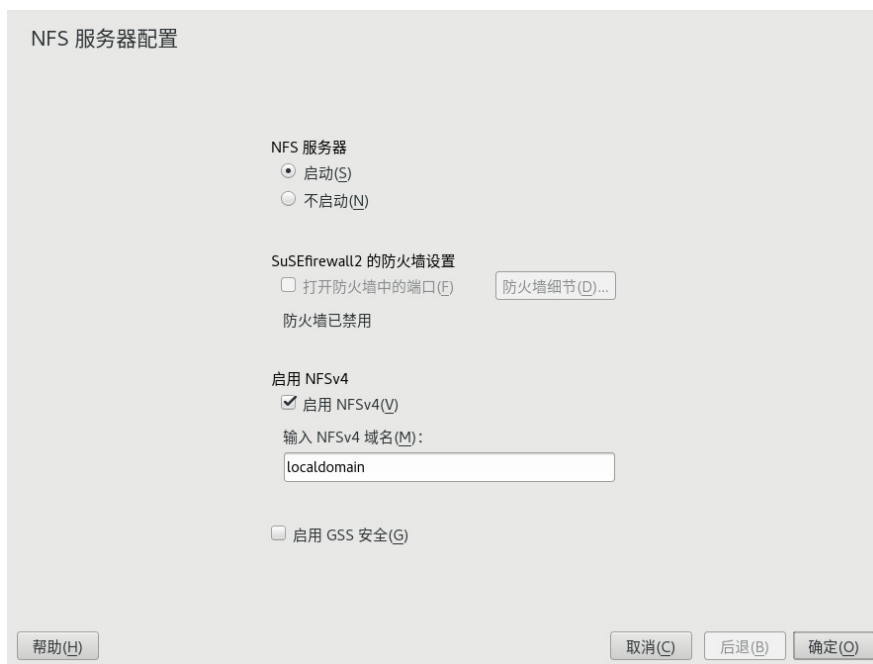 NFS 服务器配置
NFS 服务器
启动(S)
不启动(N)
SuSEfirewall2 的防火墙设置
打开防火墙中的端口(F) 防火墙细节(D)...
防火墙已禁用
启用 NFSv4
启用 NFSv4(V)
输入 NFSv4 域名(M)：
localdomain
启用 GSS 安全(G)
帮助(H) 取消(C) 后退(B) 确定(O)